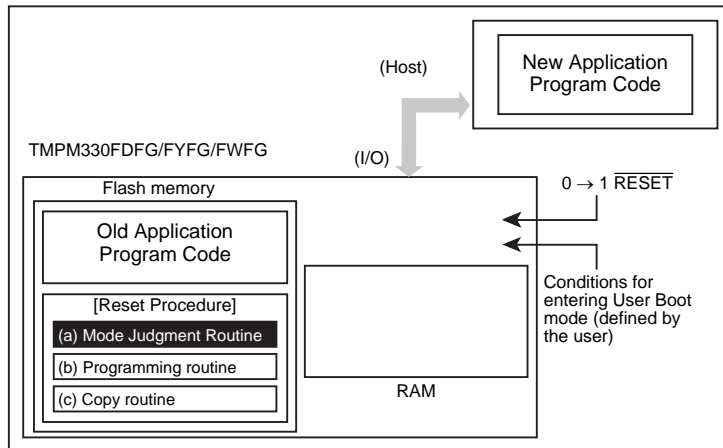 New Application
Program Code
(Host)
TMPM330FDFG/FYFG/FWFG
(I/O)
0 → 1 RESET
Flash memory
Old Application
Program Code
[Reset Procedure]
(a) Mode Judgment Routine
(b) Programming routine
(c) Copy routine
RAM
Conditions for
entering User Boot
mode (defined by
the user)